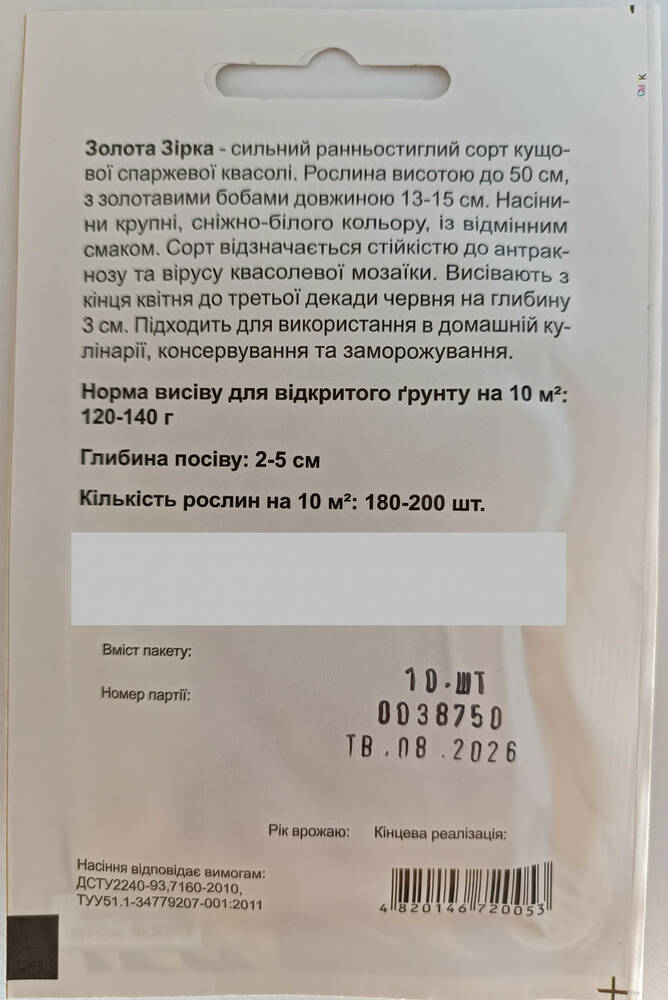 Золота Зірка - сильний ранньостиглий сорт кущо-
вої спаржевої квасолі. Рослина висотою до 50 см,
з золотавими бобами довжиною 13-15 см. Насіни-
ни крупні, сніжно-білого кольору, із відмінним
смаком. Сорт відзначається стійкістю до антрак-
нозу та вірусу квасолевої мозаїки. Висівають з
кінця квітня до третьої декади червня на глибину
3 см. Підходить для використання в домашній ку-
лінарії, консервування та заморожування.
Норма висіву для відкритого ґрунту на 10 м²:
120-140 г
Глибина посіву: 2-5 см
Кількість рослин на 10 м²: 180-200 шт.
Вміст пакету:
10.ШТ
Номер партії:
0038750
ТВ.08.2026
Рік врожаю: Кінцева реалізація:
Насіння відповідає вимогам:
ДСТУ2240-93,7160-2010,
ТУУ51.1-34779207-001:2011
4 820146 720053